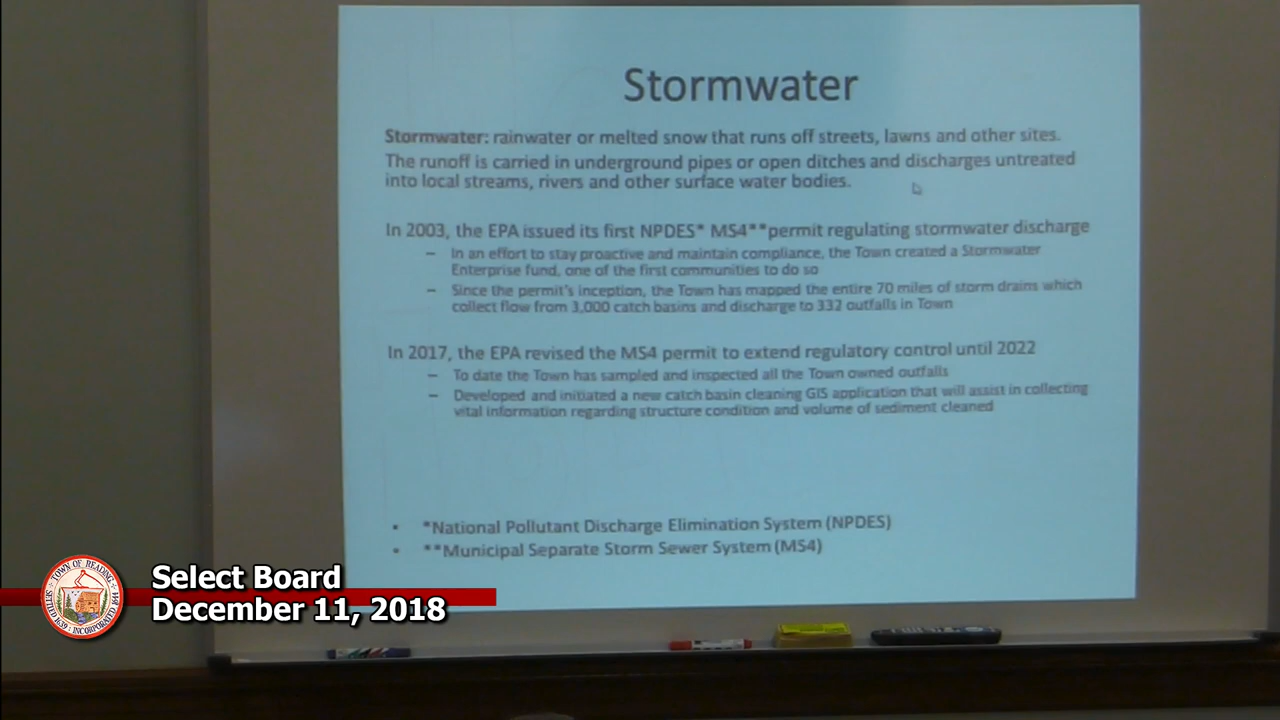 Stormwater
Stormwater: rainwater or melted snow that runs off streets, lawns and other sites.
The runoff is carried in underground pipes or open ditches and discharges untreated
into local streams, rivers and other surface water bodies.
In 2003, the EPA issued its first NPDES* MS4**permit regulating stormwater discharge
– In an effort to stay proactive and maintain compliance, the Town created a Stormwater
Enterprise fund, one of the first communities to do so
– Since the permit's inception, the Town has mapped the entire 70 miles of storm drains which
collect flow from 3,000 catch basins and discharge to 332 outfalls in Town
In 2017, the EPA revised the MS4 permit to extend regulatory control until 2022
– To date the Town has sampled and inspected all the Town owned outfalls
– Developed and initiated a new catch basin cleaning GIS application that will assist in collecting
vital information regarding structure condition and volume of sediment cleaned
• *National Pollutant Discharge Elimination System (NPDES)
• **Municipal Separate Storm Sewer System (MS4)
TOWN OF READING
SETTLED 1639 · INCORPORATED 1644
Select Board
December 11, 2018